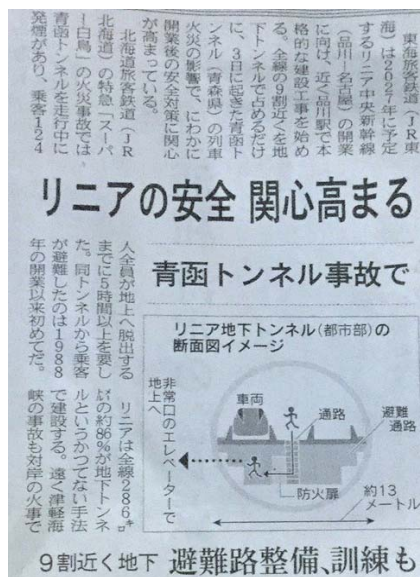 リニアの安全 関心高まる
青函トンネル事故で
東海旅客鉄道(JR東
海)は2027年に予定
するリニア中央新幹線
(品川―名古屋)の開業
に向け、近く品川駅で本
格的な建設工事を始め
る。全線の9割近くを地
下トンネルで占めるだけ
に、3日に起きた青函ト
ンネル(青森県)の列車
火災の影響で、にわかに
開業後の安全対策に関心
が高まっている。
北海道旅客鉄道(JR
北海道)の特急「スーパ
ー白鳥」の火災事故では、
青函トンネルを走行中に
発煙があり、乗客124
人全員が地上へ脱出する
までに5時間以上を要し
た。同トンネルから乗客
が避難したのは1988
年の開業以来初めてだ。
リニアは全線286㌔
㍍の約86%が地下トンネ
ルというかつてない手法
で建設する。遠く津軽海
峡の事故も対岸の火事で
リニア地下トンネル(都市部)の
断面図イメージ
車両
通路
避難
通路
非常口のエレベーターで
地上へ
防火扉
約13
メートル
9割近く地下 避難路整備、訓練も